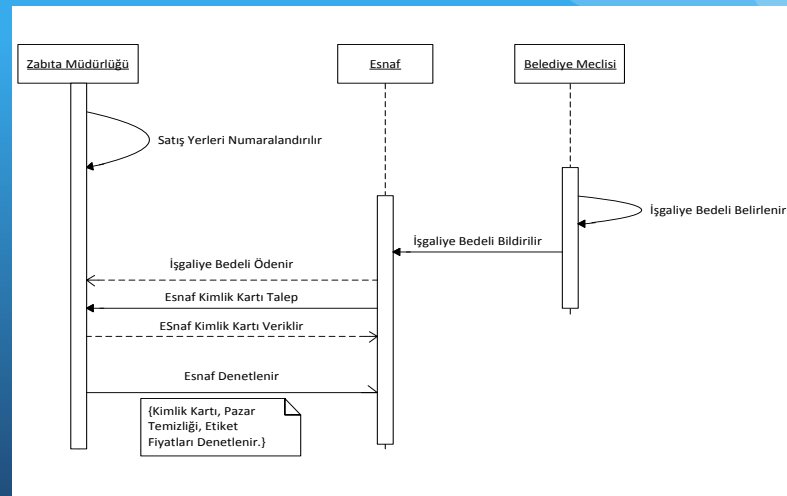 Zabıta Müdürlüğü
Esnaf
Belediye Meclisi
Satış Yerleri Numaralandırılır
İşgaliye Bedeli Belirlenir
İşgaliye Bedeli Bildirilir
İşgaliye Bedeli Ödenir
Esnaf Kimlik Kartı Talep
ESnaf Kimlik Kartı Veriklir
Esnaf Denetlenir
{Kimlik Kartı, Pazar
Temizliği, Etiket
Fiyatları Denetlenir.}